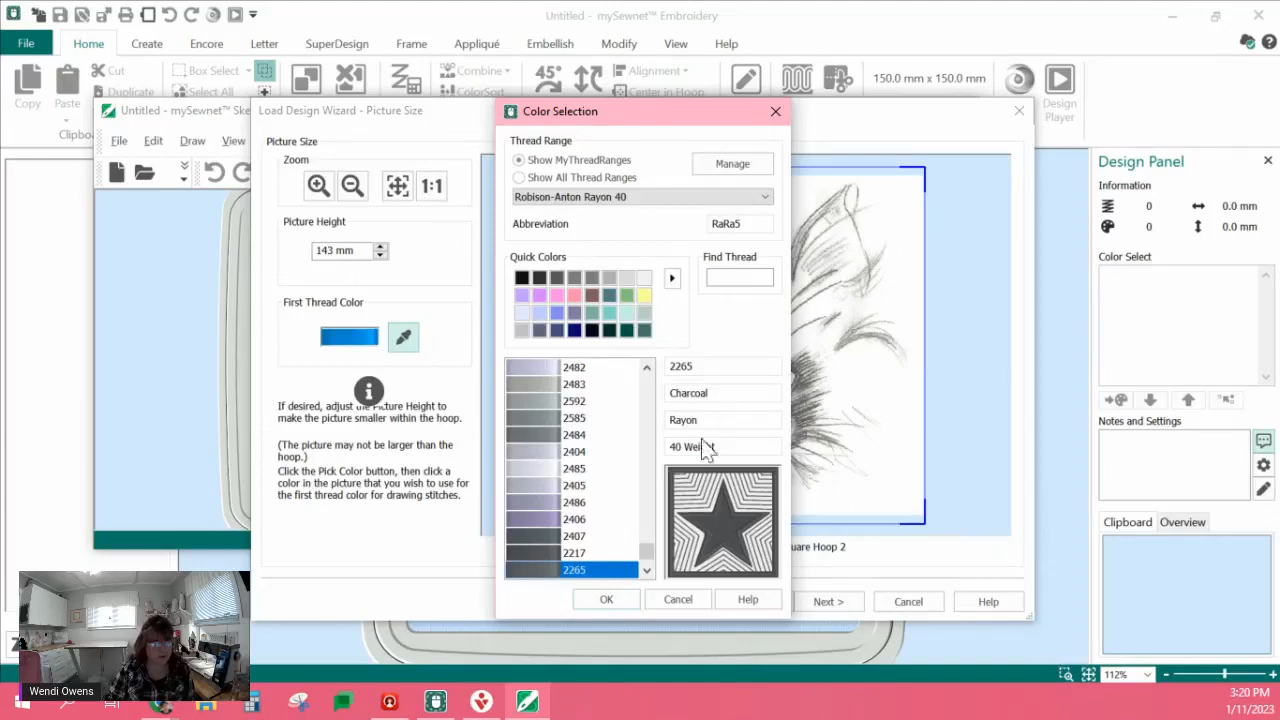 Untitled - mySewnet™ Embroidery
File Home Create Encore Letter SuperDesign Frame Appliqué Embellish Modify View Help
Copy
Paste
Cut
Duplicate
Box Select
Select All
Combine
ColorSort
45°
Alignment
Center in Hoop
150.0 mm x 150.0 mm
Design
Player
Untitled - mySewnet™ Ske
File Edit Draw View
Load Design Wizard - Picture Size
Picture Size
Zoom
1:1
Picture Height
143 mm
First Thread Color
If desired, adjust the Picture Height to
make the picture smaller within the hoop.
(The picture may not be larger than the
hoop.)
Click the Pick Color button, then click a
color in the picture that you wish to use for
the first thread color for drawing stitches.
uare Hoop 2
Next > Cancel Help
Color Selection
Thread Range
Show MyThreadRanges
Show All Thread Ranges
Manage
Robison-Anton Rayon 40
Abbreviation RaRa5
Quick Colors
Find Thread
2482
2483
2592
2585
2484
2404
2485
2405
2486
2406
2407
2217
2265
2265
Charcoal
Rayon
OK Cancel Help
Design Panel
Information
0 0.0 mm
0 0.0 mm
Color Select
Notes and Settings
Clipboard Overview
112%
Wendi Owens
3:20 PM
1/11/2023